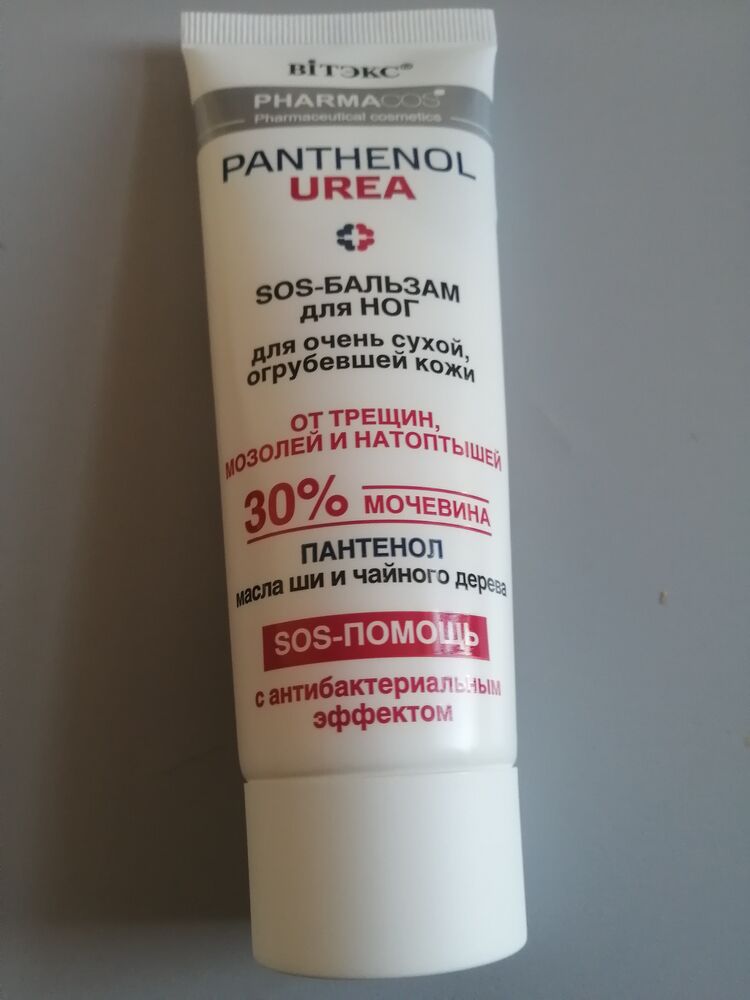 вiтэкс®
PHARMACOS
Pharmaceutical cosmetics
PANTHENOL
UREA
SOS-БАЛЬЗАМ
для НОГ
для очень сухой,
огрубевшей кожи
ОТ ТРЕЩИН,
МОЗОЛЕЙ И НАТОПТЫШЕЙ
30% МОЧЕВИНА
ПАНТЕНОЛ
масла ши и чайного дерева
SOS-ПОМОЩЬ
с антибактериальным
эффектом